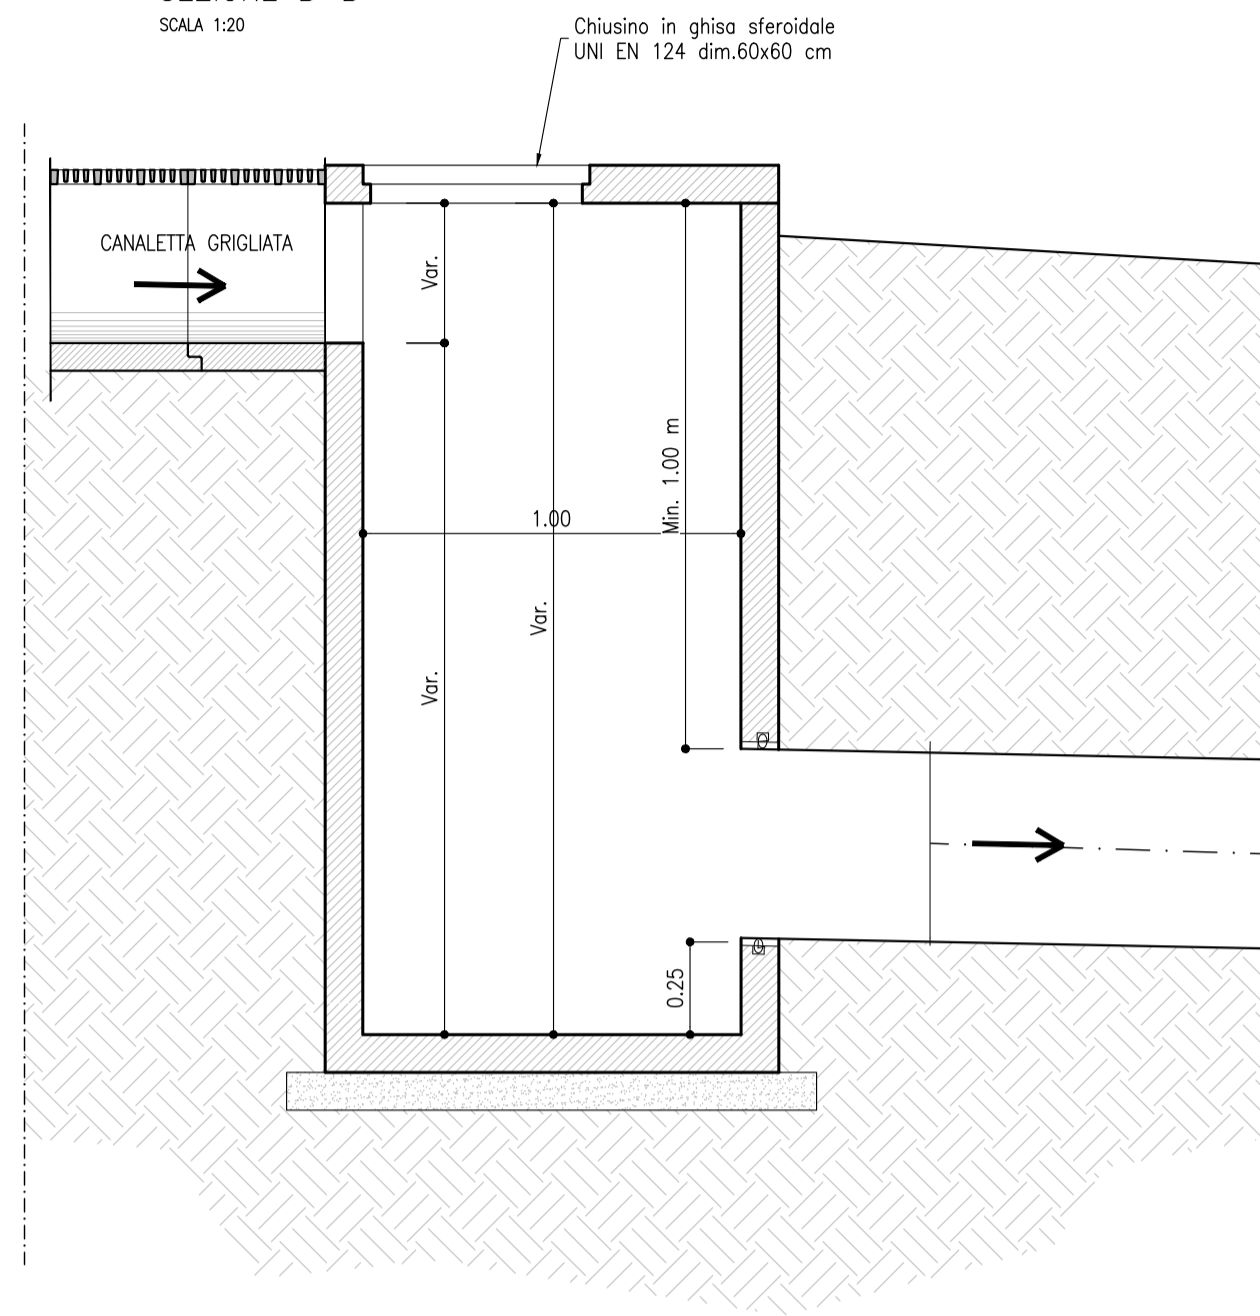 SCALA 1:20
Chiusino in ghisa sferoidale
UNI EN 124 dim.60x60 cm
CANALETTA GRIGLIATA
Var.
Min. 1.00 m
1.00
Var.
Var.
0.25